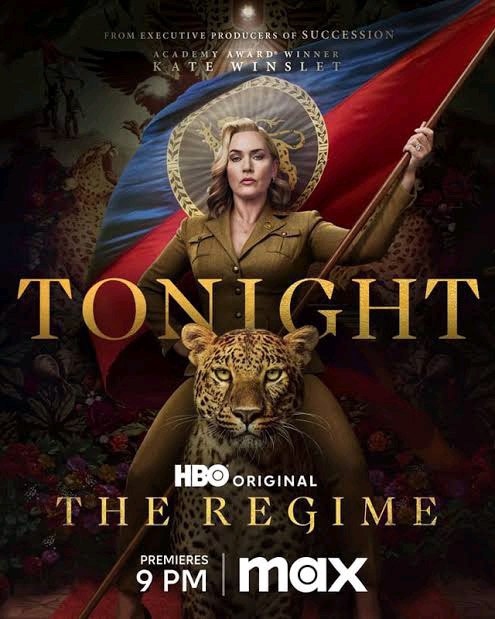 FROM EXECUTIVE PRODUCERS OF SUCCESSION
ACADEMY AWARD® WINNER
KATE WINSLET
TONIGHT
HBO ORIGINAL
THE REGIME
PREMIERES
9 PM
max